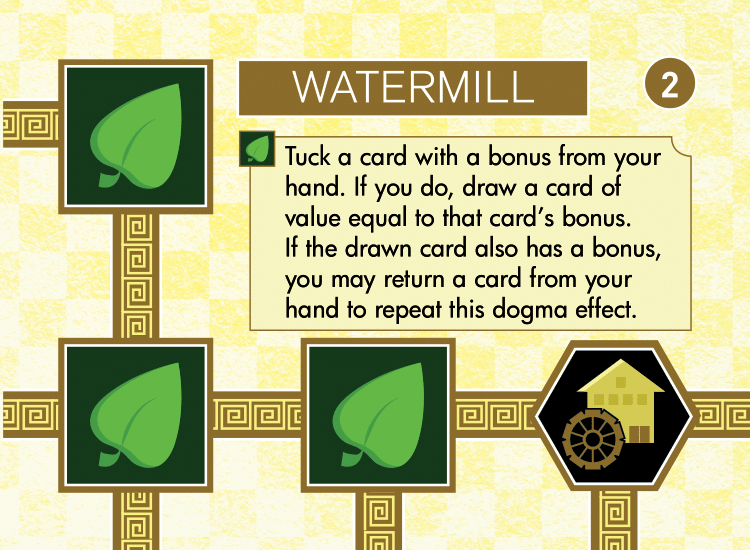 WATERMILL
2
Tuck a card with a bonus from your
hand. If you do, draw a card of
value equal to that card's bonus.
If the drawn card also has a bonus,
you may return a card from your
hand to repeat this dogma effect.